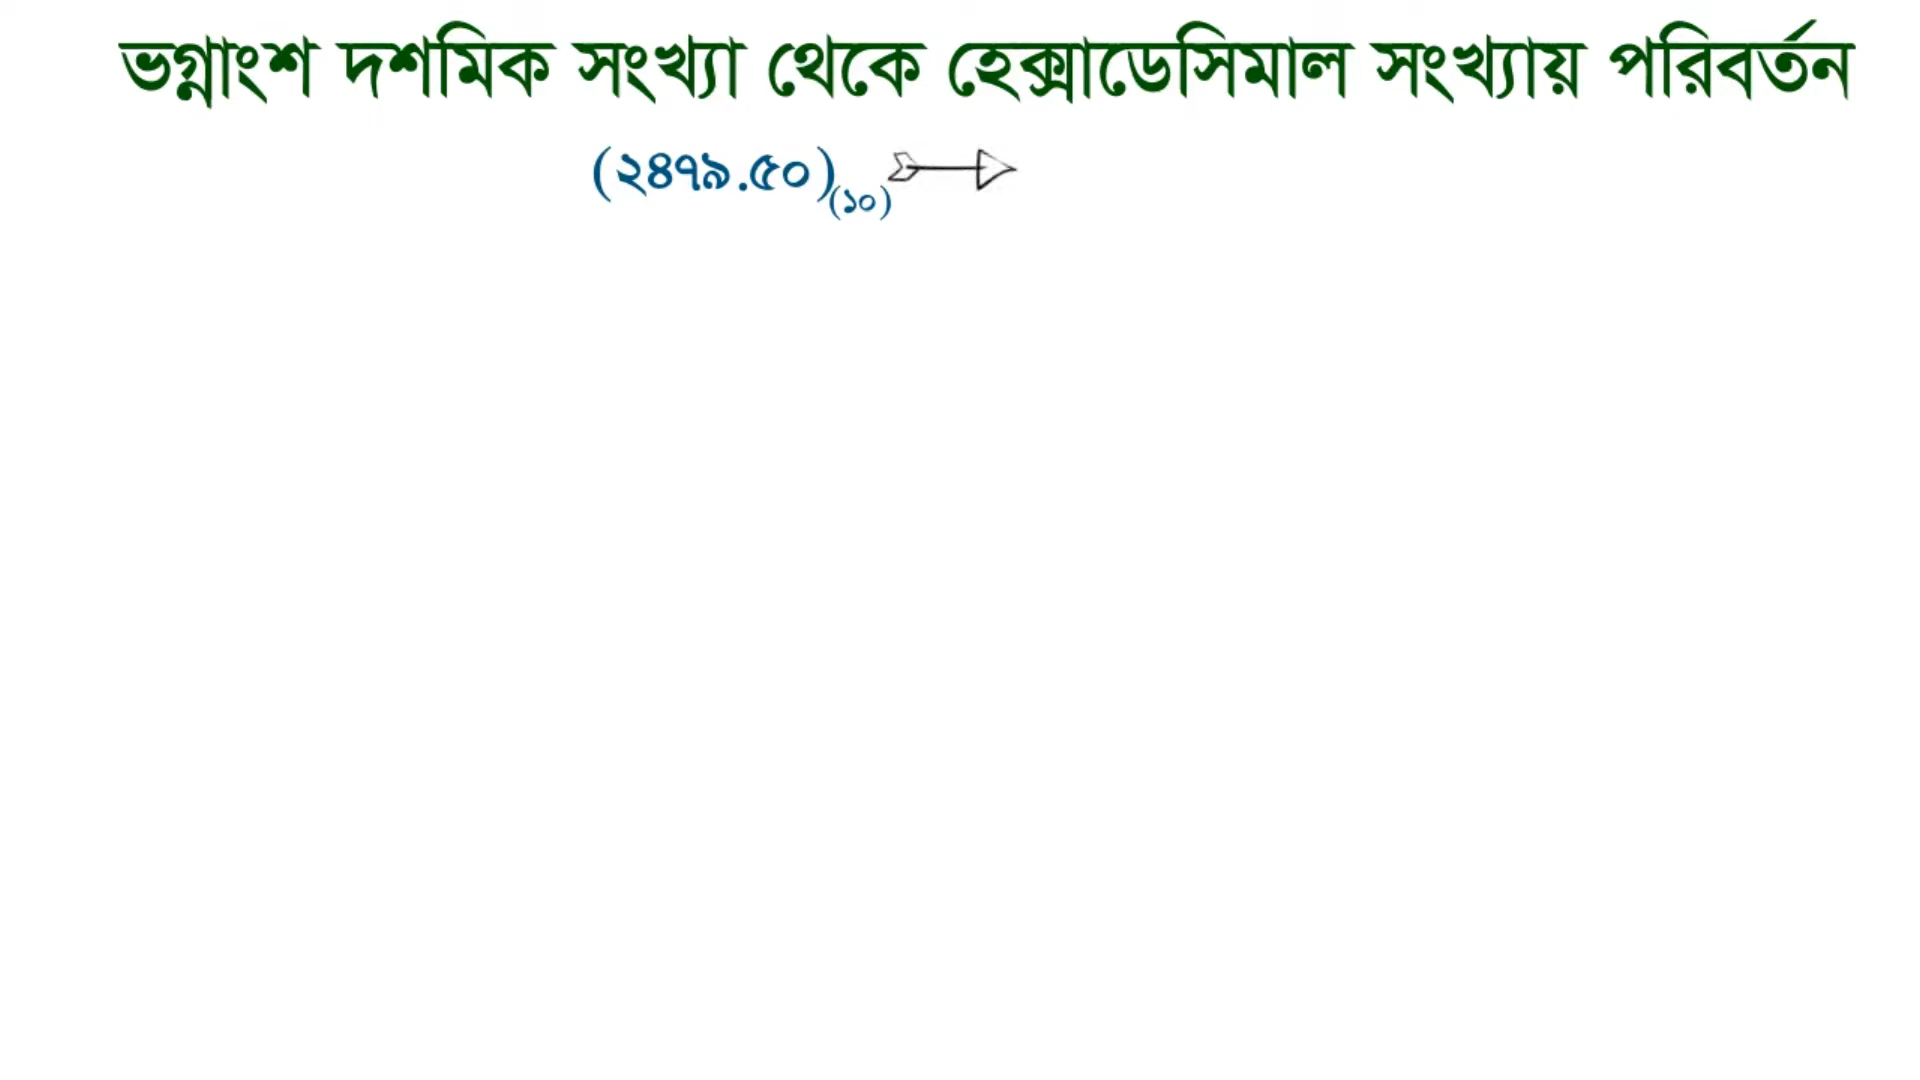 ভগ্নাংশ দশমিক সংখ্যা থেকে হেক্সাডেসিমাল সংখ্যায় পরিবর্তন
(২৪৭৯.৫০)(১০)